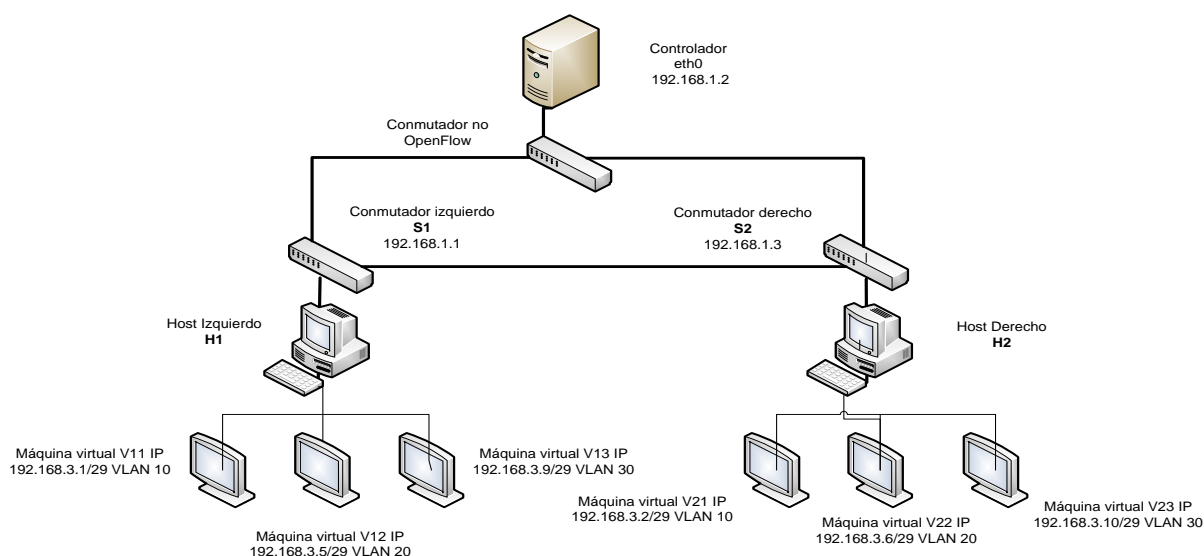 Controlador
eth0
192.168.1.2
Conmutador no
OpenFlow
Conmutador izquierdo
S1
192.168.1.1
Conmutador derecho
S2
192.168.1.3
Host Izquierdo
H1
Host Derecho
H2
Máquina virtual V11 IP
192.168.3.1/29 VLAN 10
Máquina virtual V12 IP
192.168.3.5/29 VLAN 20
Máquina virtual V13 IP
192.168.3.9/29 VLAN 30
Máquina virtual V21 IP
192.168.3.2/29 VLAN 10
Máquina virtual V22 IP
192.168.3.6/29 VLAN 20
Máquina virtual V23 IP
192.168.3.10/29 VLAN 30